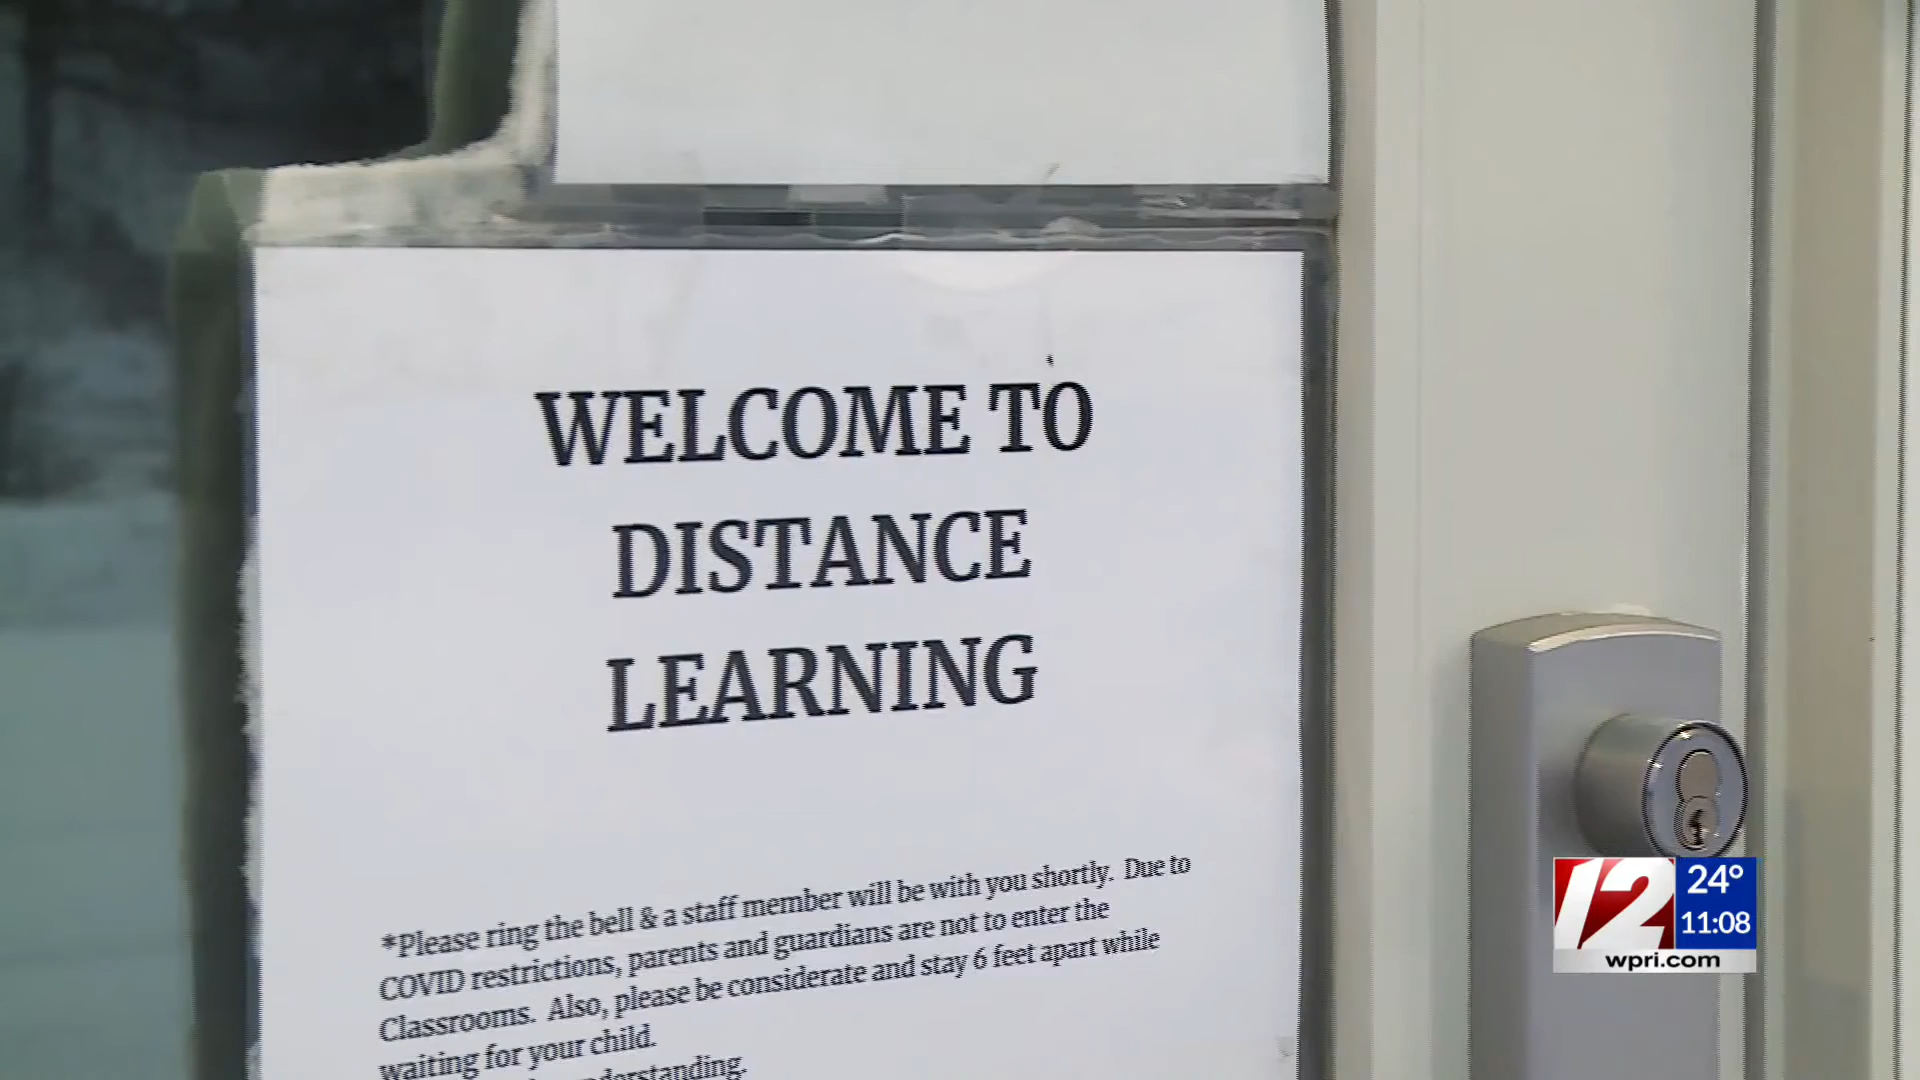 WELCOME TO
DISTANCE
LEARNING
*Please ring the bell & a staff member will be with you shortly. Due to
COVID restrictions, parents and guardians are not to enter the
Classrooms. Also, please be considerate and stay 6 feet apart while
waiting for your child.
12
24°
11:08
wpri.com